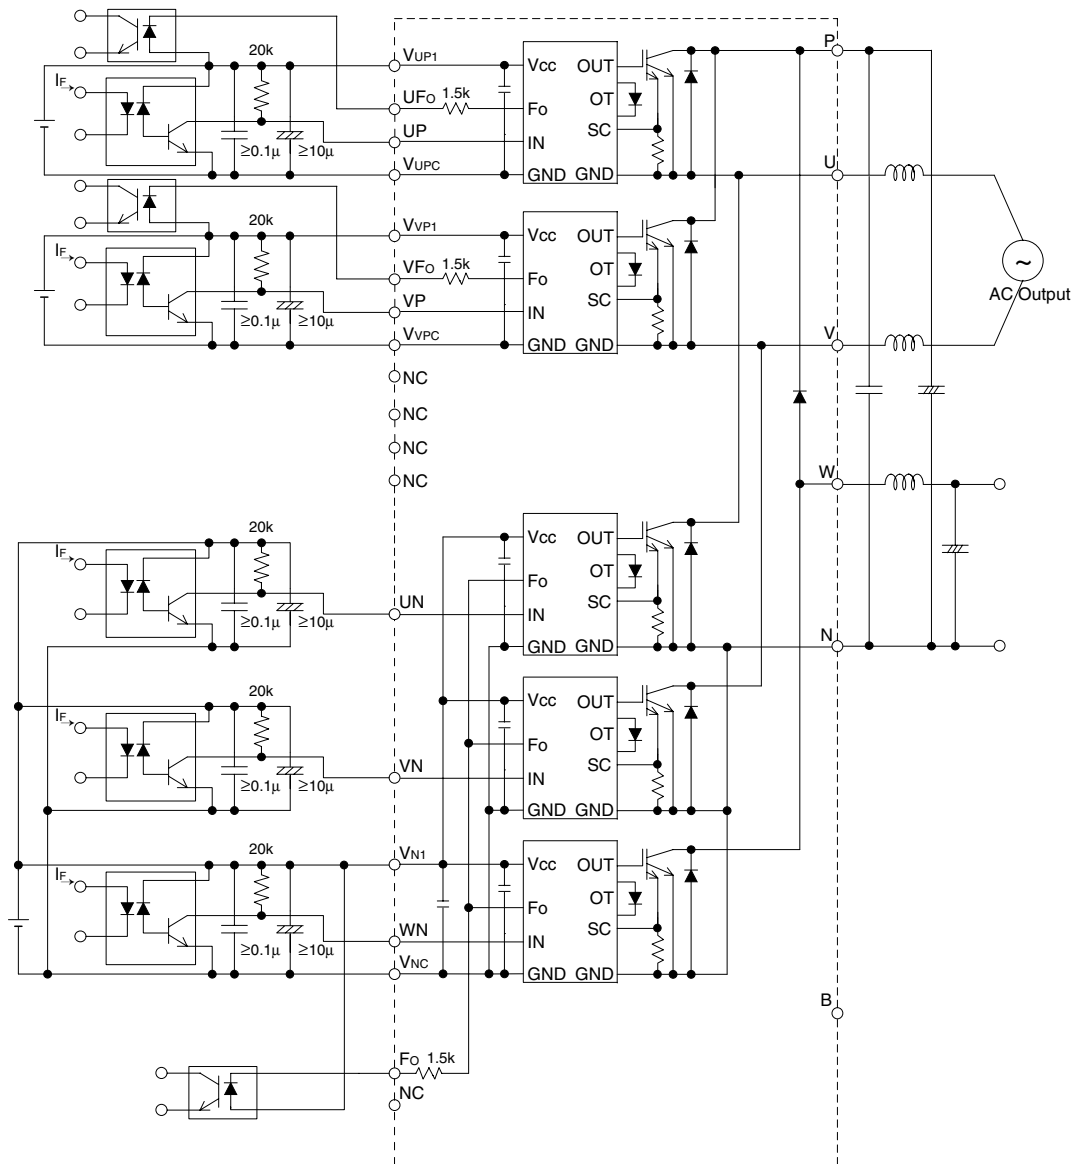 P
20k
VUP1
Vcc
OUT
IF
UFO 1.5k
Fo
OT
UP
SC
IN
≥0.1μ
≥10μ
VUPC
GND
GND
U
20k
VVP1
Vcc
OUT
IF
VFO 1.5k
Fo
OT
VP
SC
IN
≥0.1μ
≥10μ
VVPC
GND
GND
V
~
AC Output
NC
NC
NC
NC
W
20k
Vcc
OUT
IF
Fo
OT
UN
SC
IN
≥0.1μ
≥10μ
GND
GND
N
20k
Vcc
OUT
IF
Fo
OT
VN
SC
IN
≥0.1μ
≥10μ
GND
GND
20k
VN1
Vcc
OUT
IF
Fo
OT
WN
SC
IN
≥0.1μ
≥10μ
VNC
GND
GND
B
FO 1.5k
NC